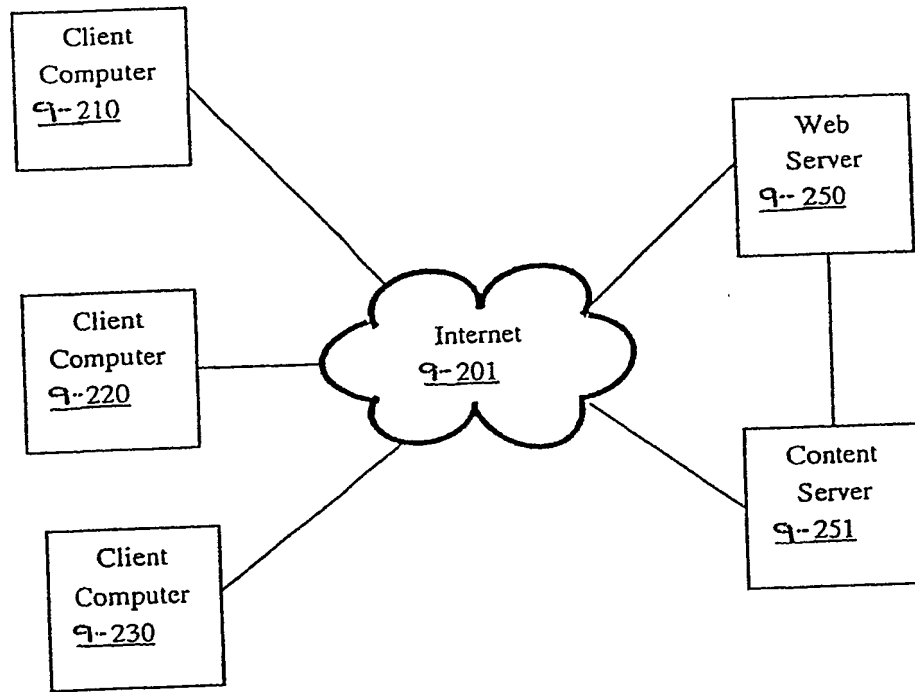 Client
Computer
9--210
Client
Computer
9--220
Client
Computer
9--230
Internet
9--201
Web
Server
9--250
Content
Server
9--251